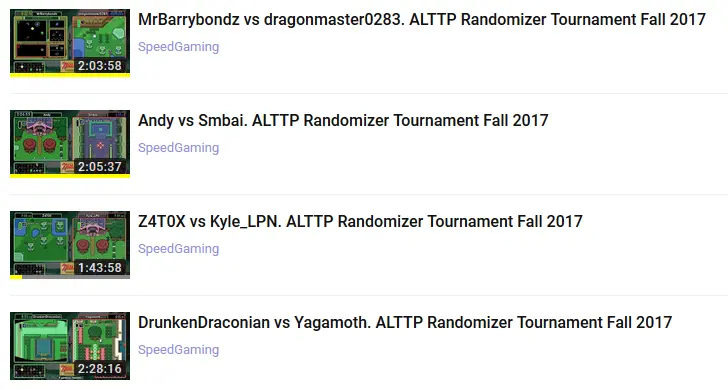 MrBarrybondz vs dragonmaster0283. ALTTP Randomizer Tournament Fall 2017
SpeedGaming
2:03:58
Andy vs Smbai. ALTTP Randomizer Tournament Fall 2017
SpeedGaming
2:05:37
Z4T0X vs Kyle_LPN. ALTTP Randomizer Tournament Fall 2017
SpeedGaming
1:43:58
DrunkenDraconian vs Yagamoth. ALTTP Randomizer Tournament Fall 2017
SpeedGaming
2:28:16